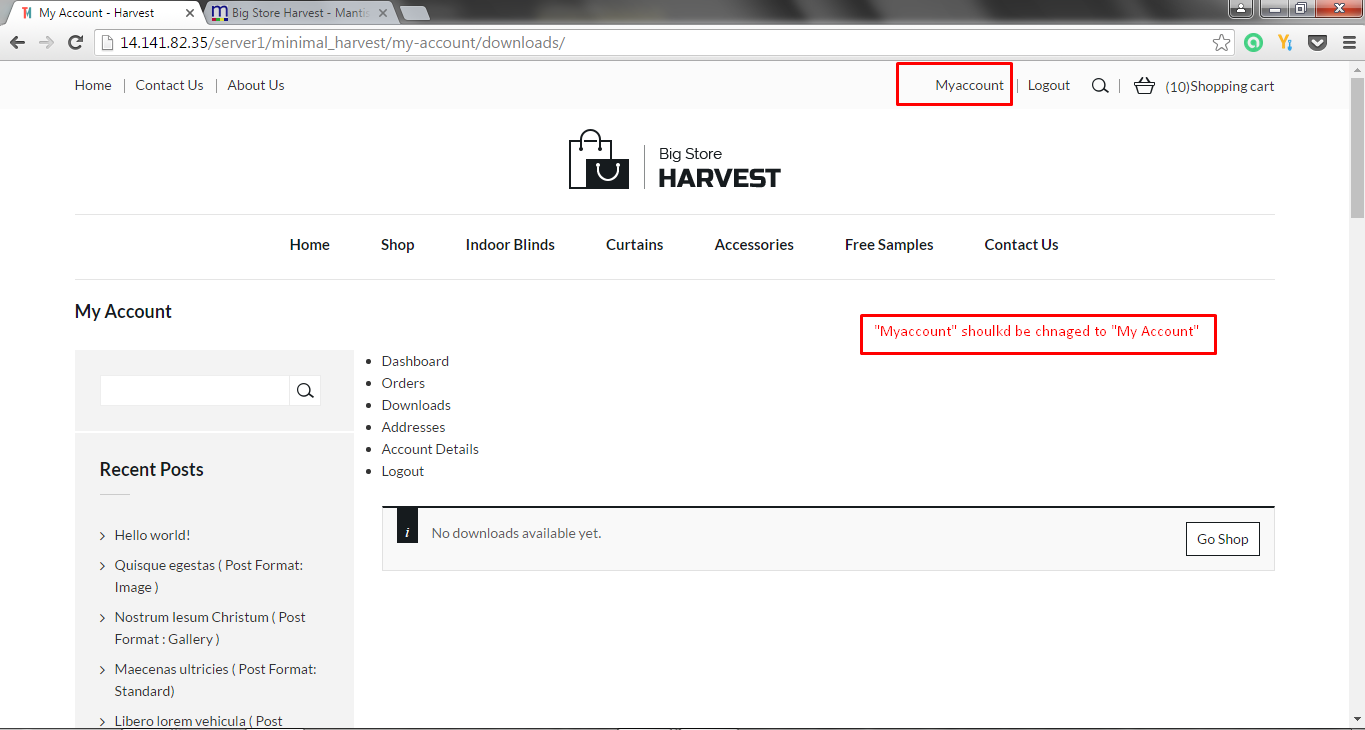 My Account - Harvest
Big Store Harvest - Mantis
14.141.82.35/server1/minimal_harvest/my-account/downloads/
Home | Contact Us | About Us
Myaccount | Logout | (10)Shopping cart
Big Store
HARVEST
Home Shop Indoor Blinds Curtains Accessories Free Samples Contact Us
My Account
"Myaccount" shoulkd be chnaged to "My Account"
Dashboard
Orders
Downloads
Addresses
Account Details
Logout
i No downloads available yet. Go Shop
Recent Posts
Hello world!
Quisque egestas ( Post Format:
Image )
Nostrum Iesum Christum ( Post
Format : Gallery )
Maecenas ultricies ( Post Format:
Standard)
Libero lorem vehicula ( Post